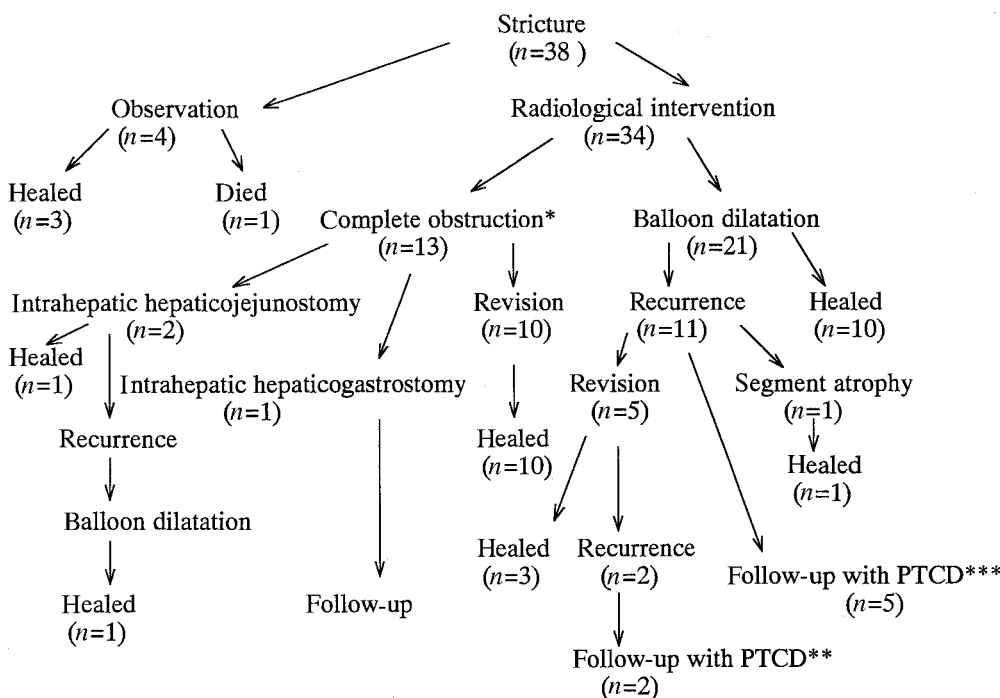 Stricture
(n=38 )
Observation
(n=4)
Radiological intervention
(n=34)
Healed
(n=3)
Died
(n=1)
Complete obstruction*
(n=13)
Balloon dilatation
(n=21)
Intrahepatic hepaticojejunostomy
(n=2)
Revision
(n=10)
Recurrence
(n=11)
Healed
(n=10)
Healed
(n=1)
Intrahepatic hepaticogastrostomy
(n=1)
Revision
(n=5)
Segment atrophy
(n=1)
Recurrence
Healed
(n=10)
Healed
(n=1)
Balloon dilatation
Healed
(n=3)
Recurrence
(n=2)
Follow-up with PTCD***
(n=5)
Healed
(n=1)
Follow-up
Follow-up with PTCD**
(n=2)